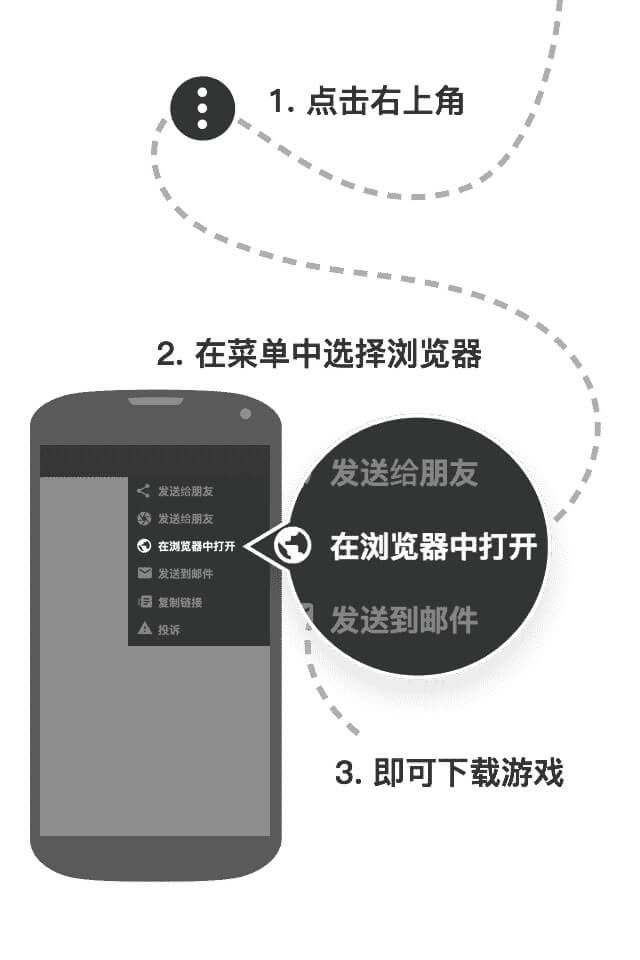 1. 点击右上角
2. 在菜单中选择浏览器
发送给朋友
发送给朋友
在浏览器中打开
发送到邮件
复制链接
投诉
发送给朋友
在浏览器中打开
发送到邮件
3. 即可下载游戏